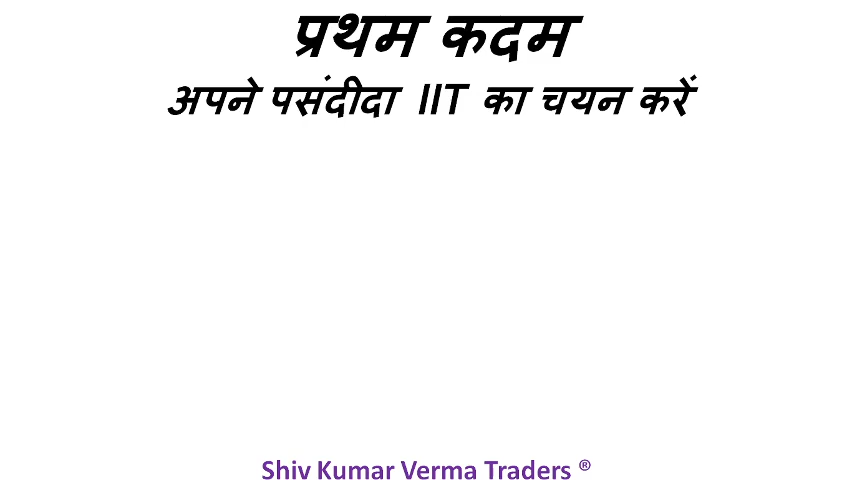 प्रथम कदम
अपने पसंदीदा IIT का चयन करें
Shiv Kumar Verma Traders ®